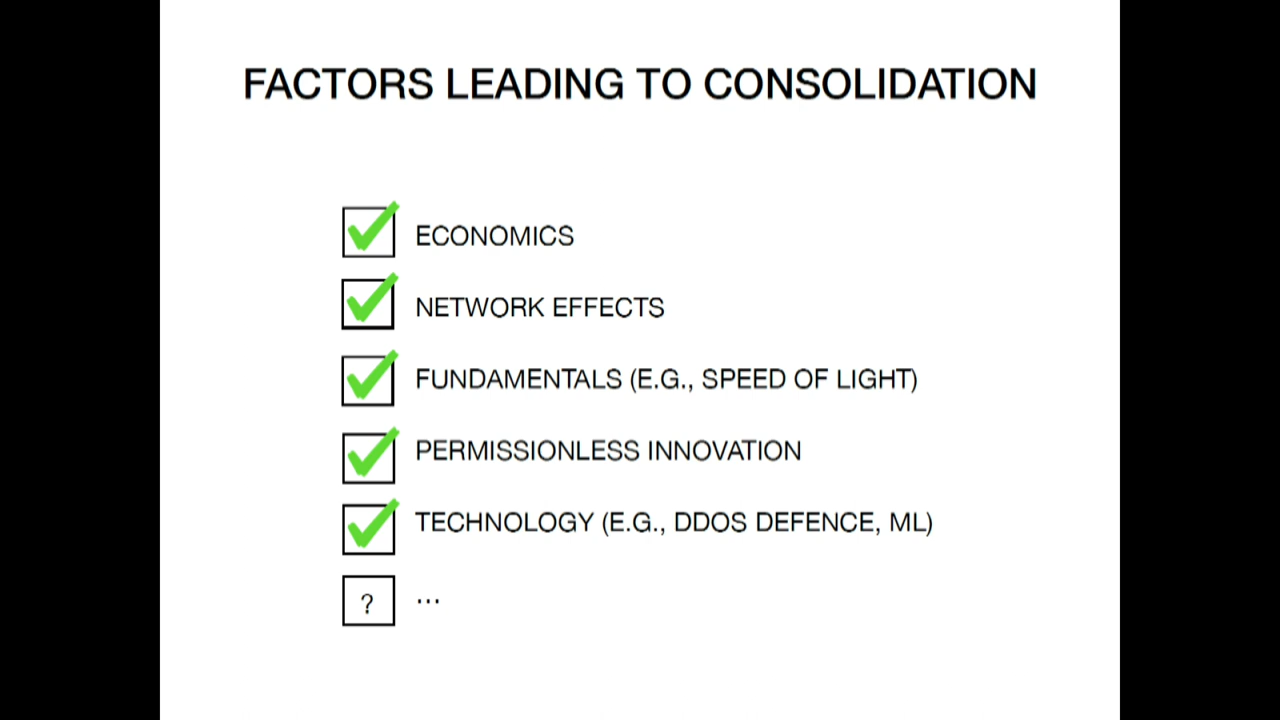 FACTORS LEADING TO CONSOLIDATION
ECONOMICS
NETWORK EFFECTS
FUNDAMENTALS (E.G., SPEED OF LIGHT)
PERMISSIONLESS INNOVATION
TECHNOLOGY (E.G., DDOS DEFENCE, ML)
? ...